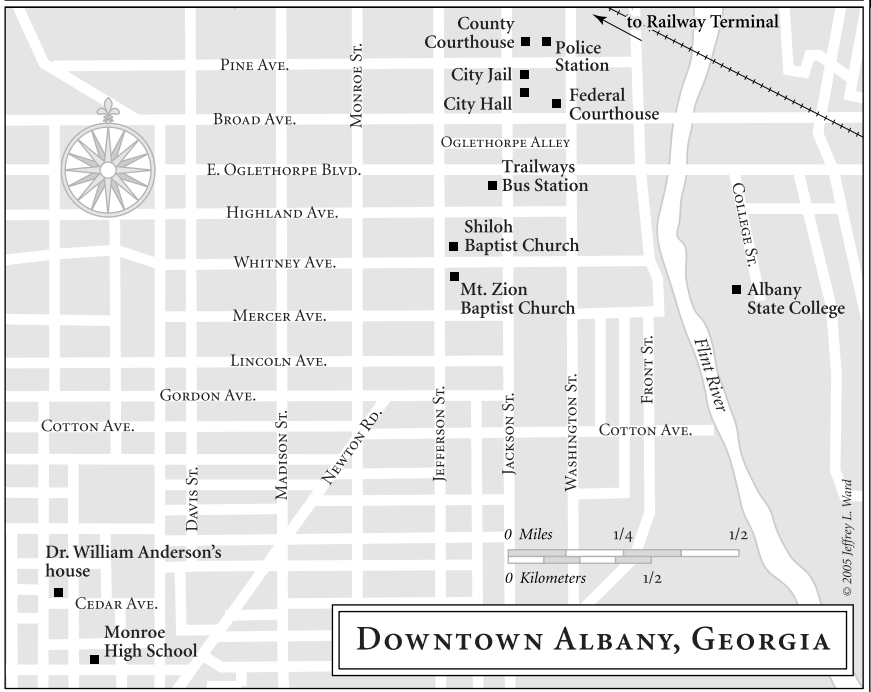 County
Courthouse
to Railway Terminal
Police
Station
PINE AVE.
MONROE ST.
City Jail
City Hall
Federal
Courthouse
BROAD AVE.
OGLETHORPE ALLEY
E. OGLETHORPE BLVD.
Trailways
Bus Station
HIGHLAND AVE.
COLLEGE ST.
Shiloh
Baptist Church
WHITNEY AVE.
Mt. Zion
Baptist Church
Albany
State College
MERCER AVE.
FRONT ST.
Flint River
LINCOLN AVE.
GORDON AVE.
COTTON AVE.
DAVIS ST.
MADISON ST.
NEWTON RD.
JEFFERSON ST.
JACKSON ST.
WASHINGTON ST.
COTTON AVE.
0 Miles 1/4 1/2
0 Kilometers 1/2
© 2005 Jeffrey L. Ward
Dr. William Anderson's
house
CEDAR AVE.
Monroe
High School
DOWNTOWN ALBANY, GEORGIA